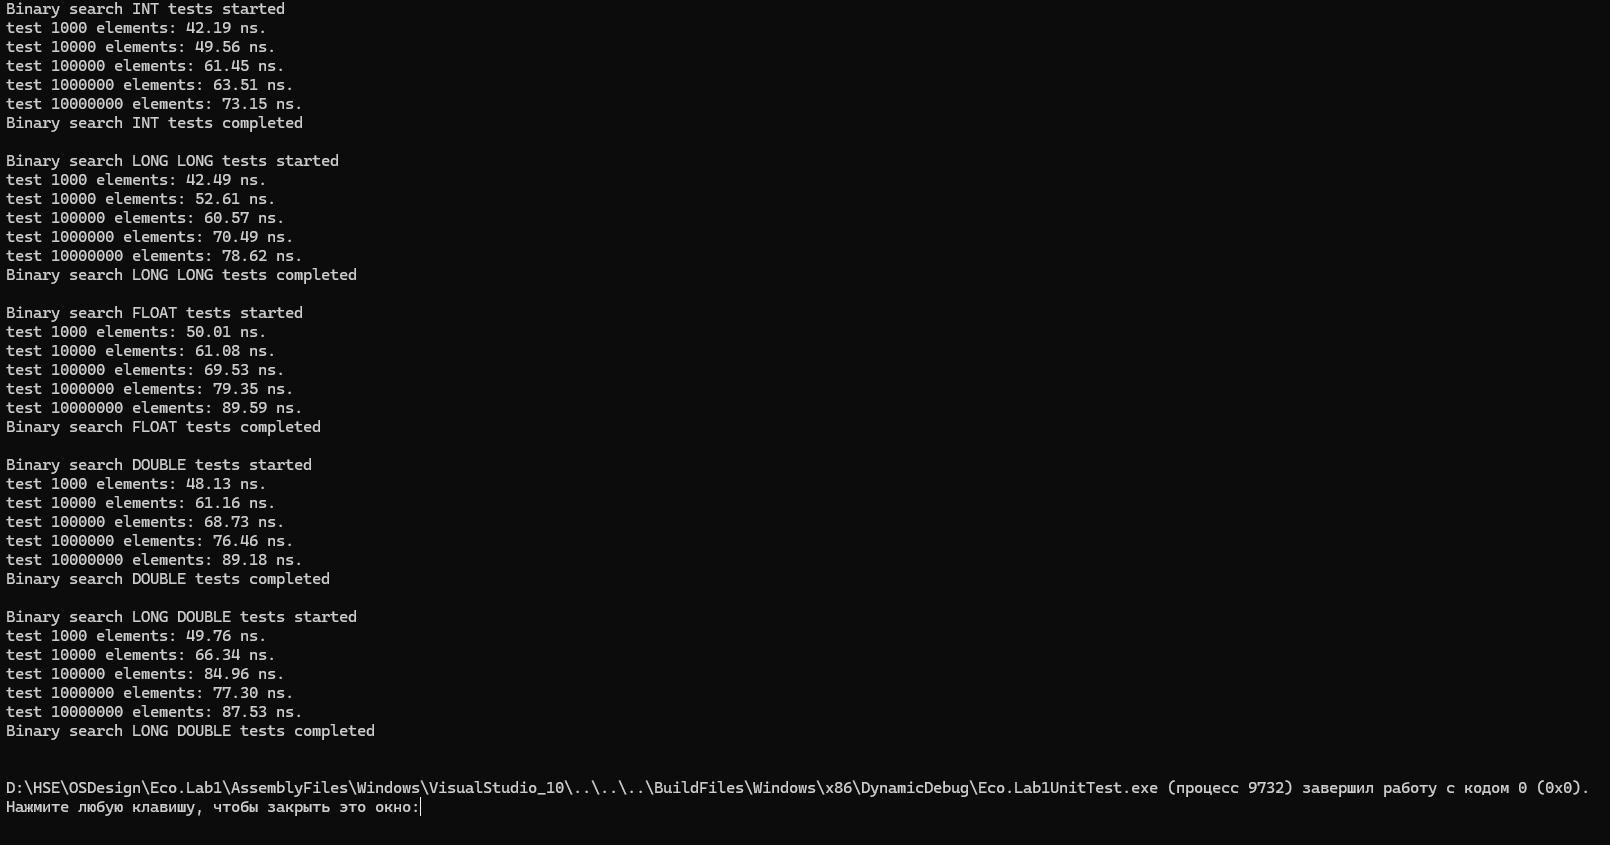 Binary search INT tests started
test 1000 elements: 42.19 ns.
test 10000 elements: 49.56 ns.
test 100000 elements: 61.45 ns.
test 1000000 elements: 63.51 ns.
test 10000000 elements: 73.15 ns.
Binary search INT tests completed
Binary search LONG LONG tests started
test 1000 elements: 42.49 ns.
test 10000 elements: 52.61 ns.
test 100000 elements: 60.57 ns.
test 1000000 elements: 70.49 ns.
test 10000000 elements: 78.62 ns.
Binary search LONG LONG tests completed
Binary search FLOAT tests started
test 1000 elements: 50.01 ns.
test 10000 elements: 61.08 ns.
test 100000 elements: 69.53 ns.
test 1000000 elements: 79.35 ns.
test 10000000 elements: 89.59 ns.
Binary search FLOAT tests completed
Binary search DOUBLE tests started
test 1000 elements: 48.13 ns.
test 10000 elements: 61.16 ns.
test 100000 elements: 68.73 ns.
test 1000000 elements: 76.46 ns.
test 10000000 elements: 89.18 ns.
Binary search DOUBLE tests completed
Binary search LONG DOUBLE tests started
test 1000 elements: 49.76 ns.
test 10000 elements: 66.34 ns.
test 100000 elements: 84.96 ns.
test 1000000 elements: 77.30 ns.
test 10000000 elements: 87.53 ns.
Binary search LONG DOUBLE tests completed
D:\HSE\OSDesign\Eco.Lab1\AssemblyFiles\Windows\VisualStudio_10\..\..\..\BuildFiles\Windows\x86\DynamicDebug\Eco.Lab1UnitTest.exe (процесс 9732) завершил работу с кодом 0 (0x0).
Нажмите любую клавишу, чтобы закрыть это окно: